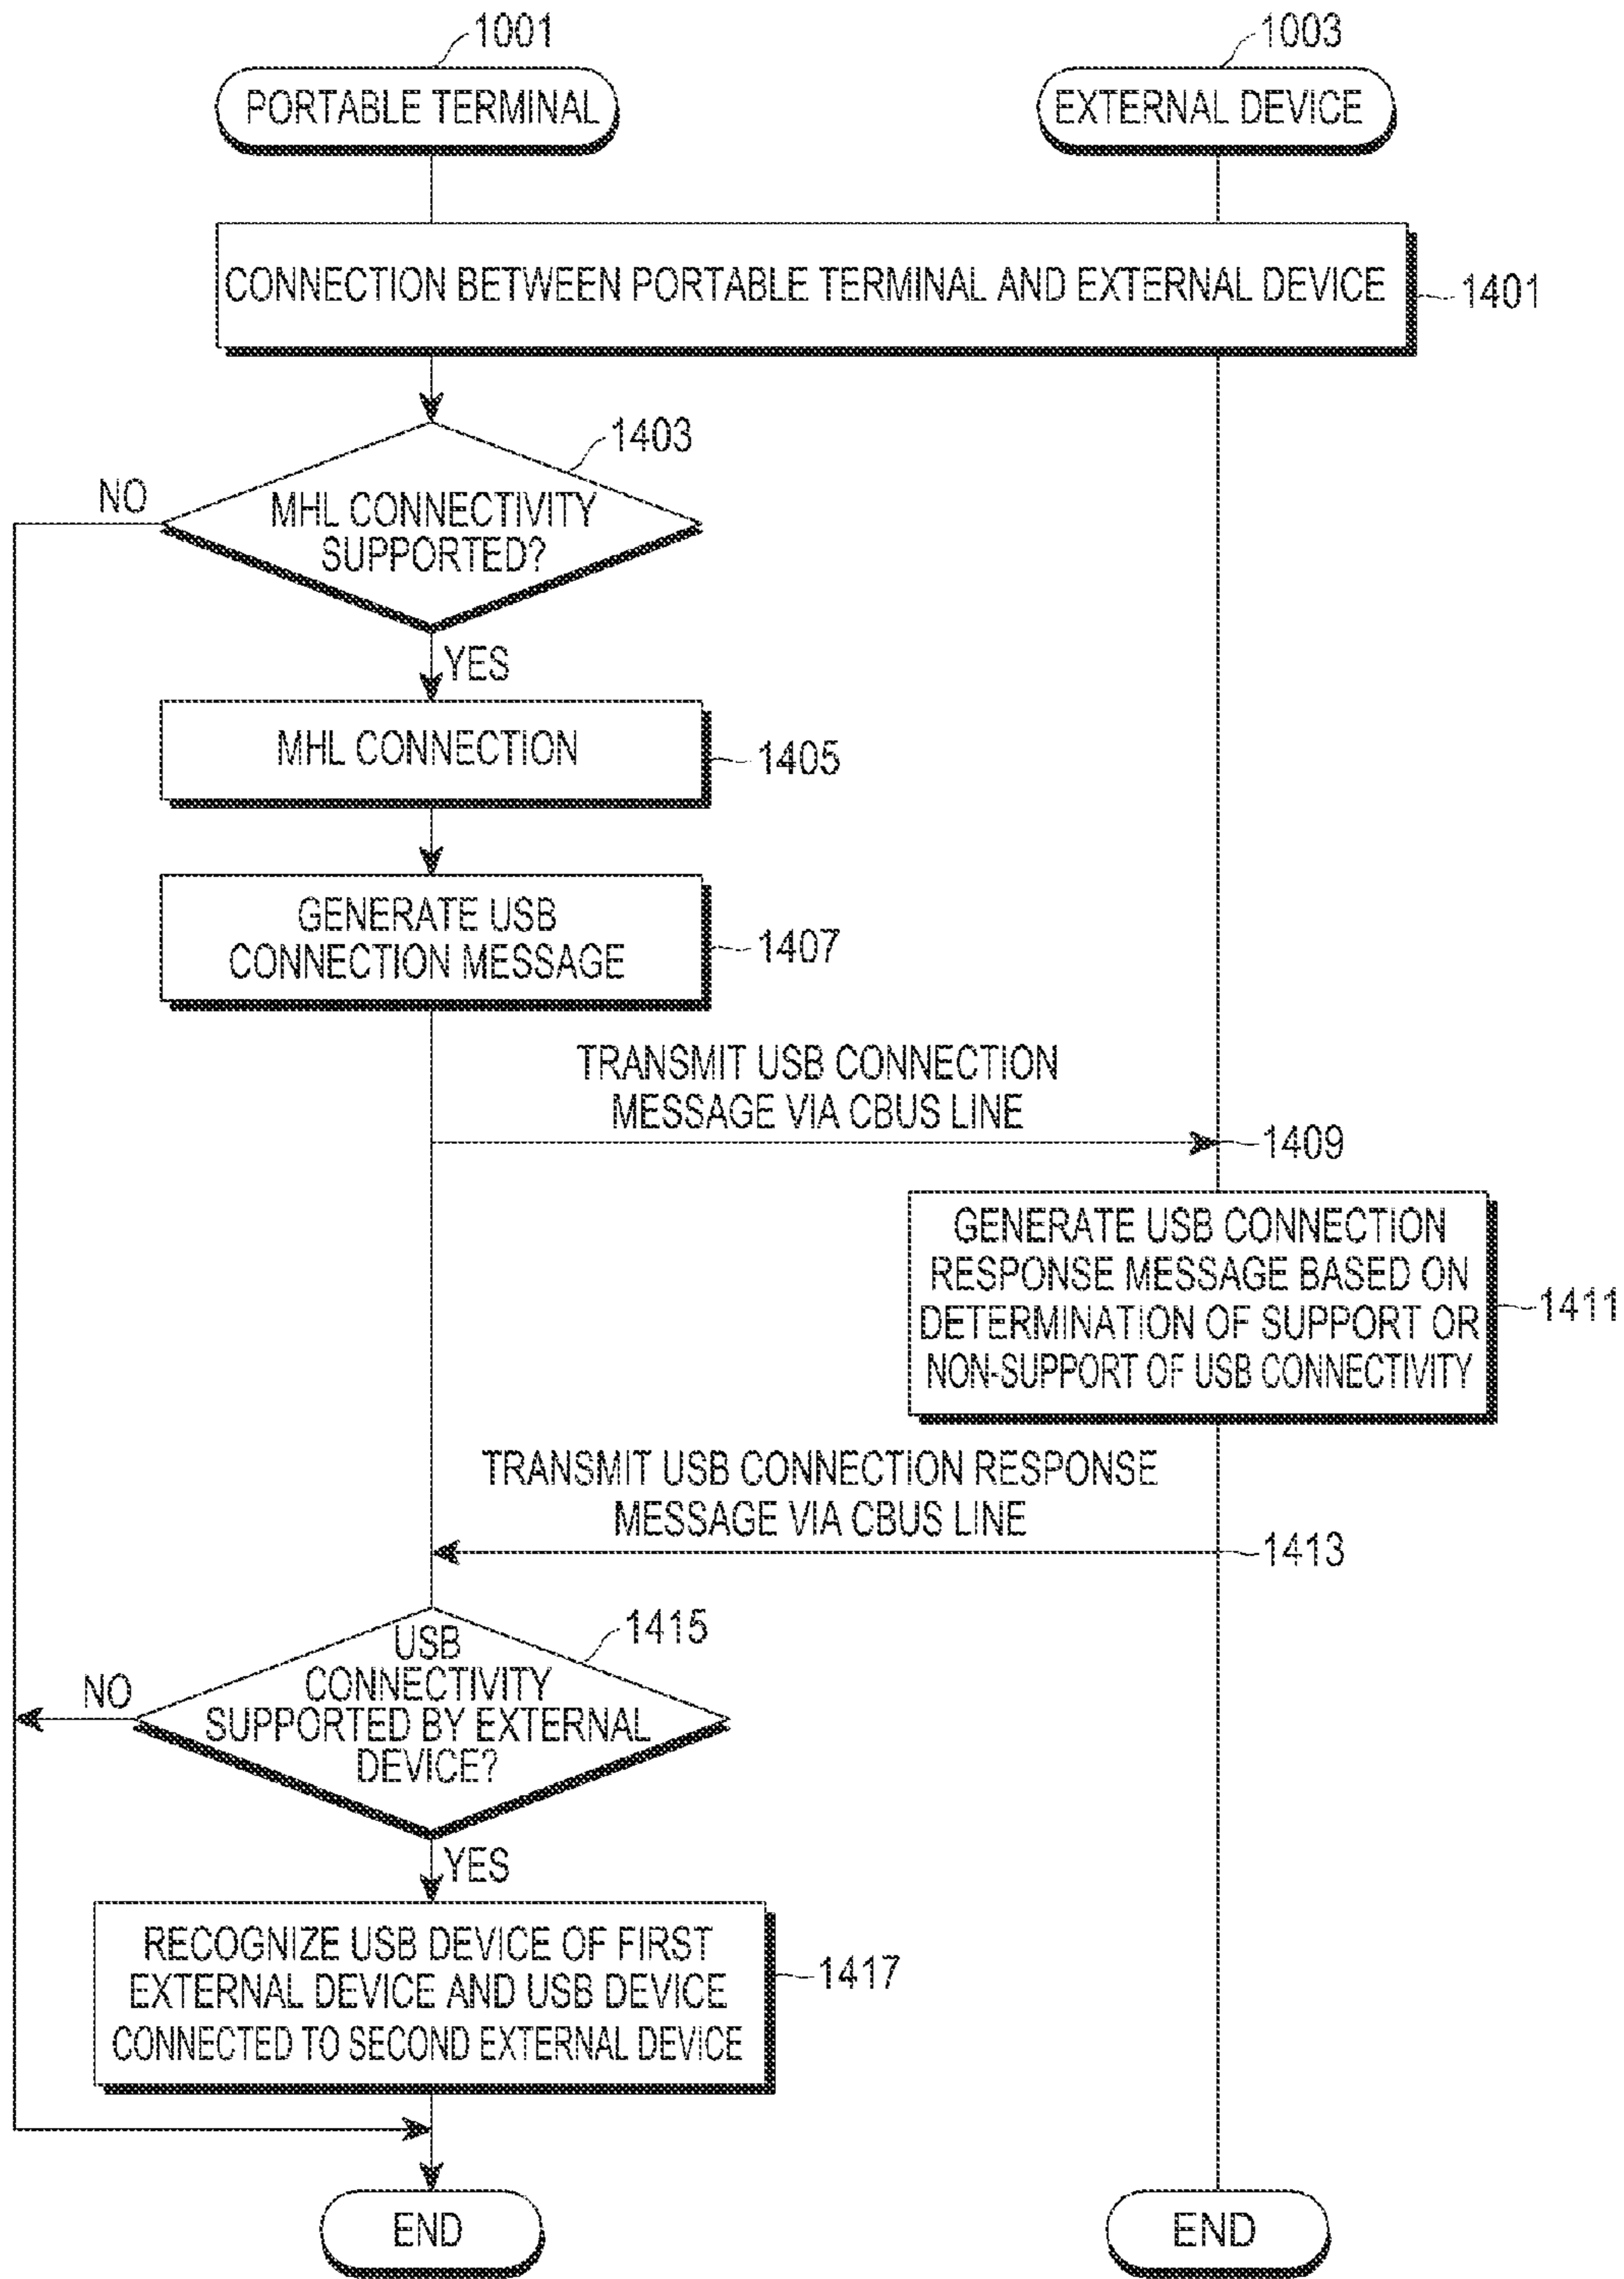 1001
1003
PORTABLE TERMINAL
EXTERNAL DEVICE
CONNECTION BETWEEN PORTABLE TERMINAL AND EXTERNAL DEVICE
1401
1403
NO
MHL CONNECTIVITY
SUPPORTED?
YES
MHL CONNECTION
1405
GENERATE USB
CONNECTION MESSAGE
1407
TRANSMIT USB CONNECTION
MESSAGE VIA CBUS LINE
1409
GENERATE USB CONNECTION
RESPONSE MESSAGE BASED ON
DETERMINATION OF SUPPORT OR
NON-SUPPORT OF USB CONNECTIVITY
1411
TRANSMIT USB CONNECTION RESPONSE
MESSAGE VIA CBUS LINE
1413
1415
NO
USB
CONNECTIVITY
SUPPORTED BY EXTERNAL
DEVICE?
YES
RECOGNIZE USB DEVICE OF FIRST
EXTERNAL DEVICE AND USB DEVICE
CONNECTED TO SECOND EXTERNAL DEVICE
1417
END
END